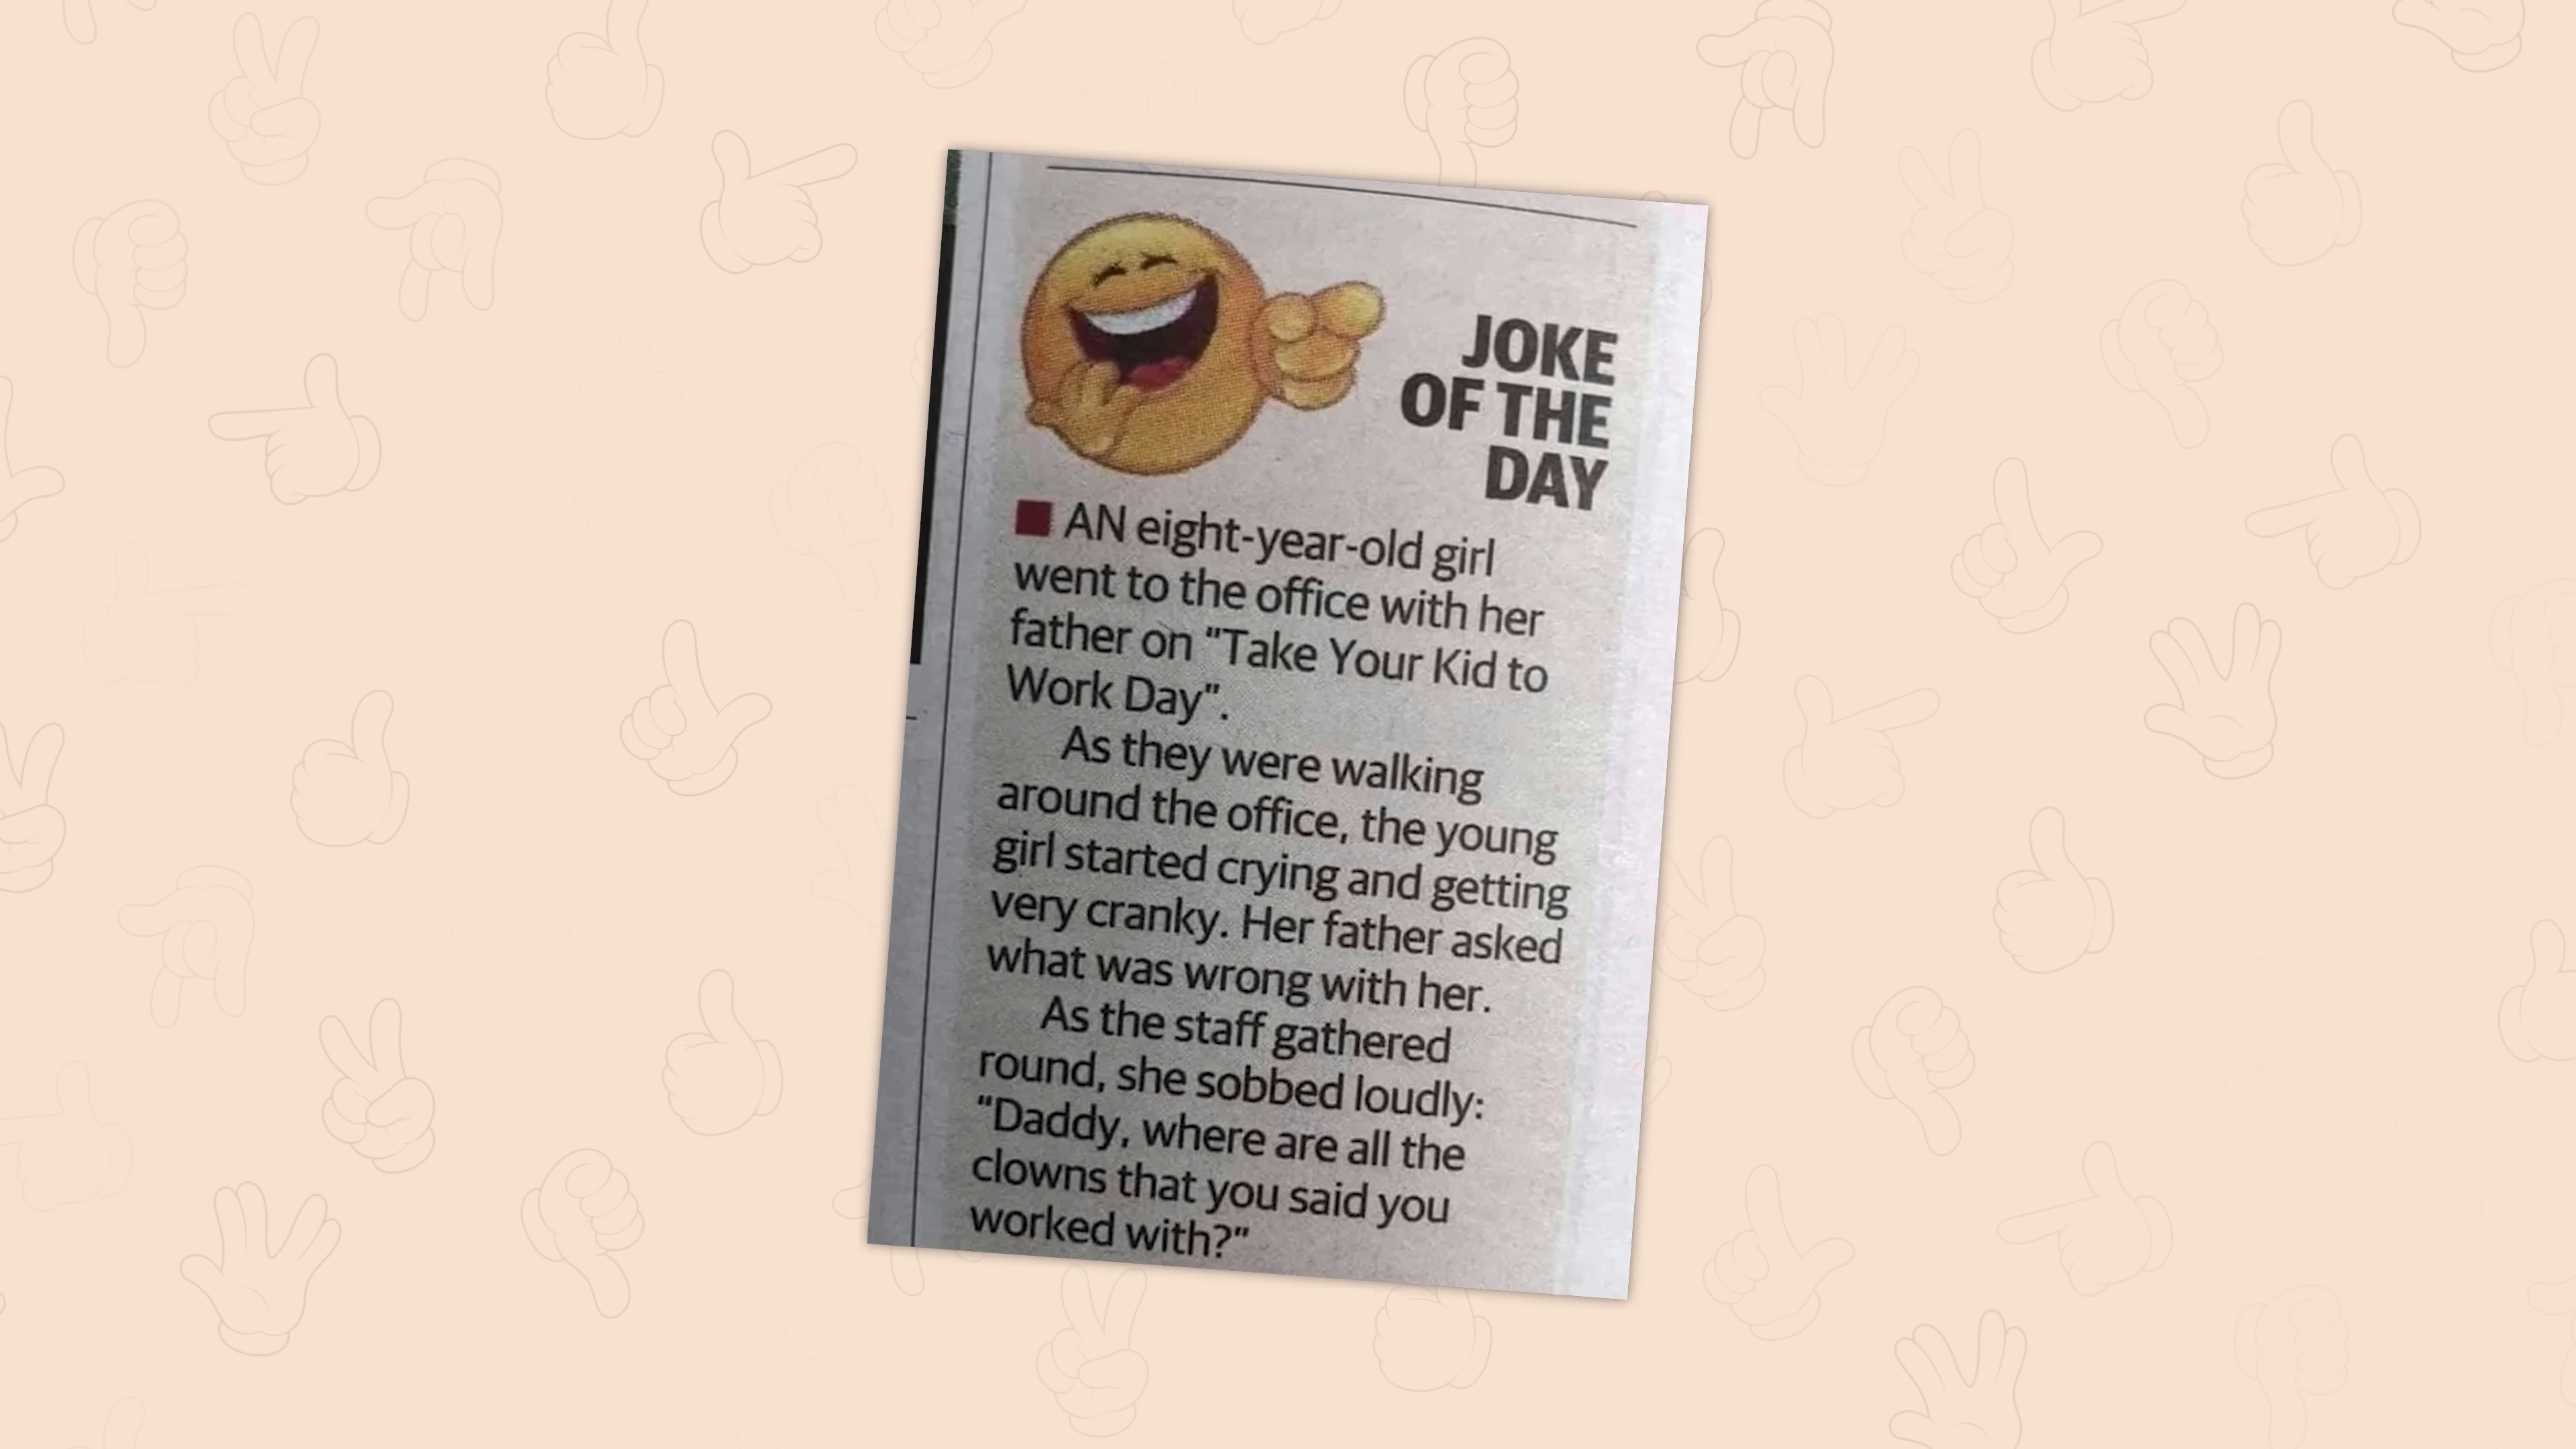 JOKE
OF THE
DAY
AN eight-year-old girl
went to the office with her
father on "Take Your Kid to
Work Day".
As they were walking
around the office, the young
girl started crying and getting
very cranky. Her father asked
what was wrong with her.
As the staff gathered
round, she sobbed loudly:
"Daddy, where are all the
clowns that you said you
worked with?"